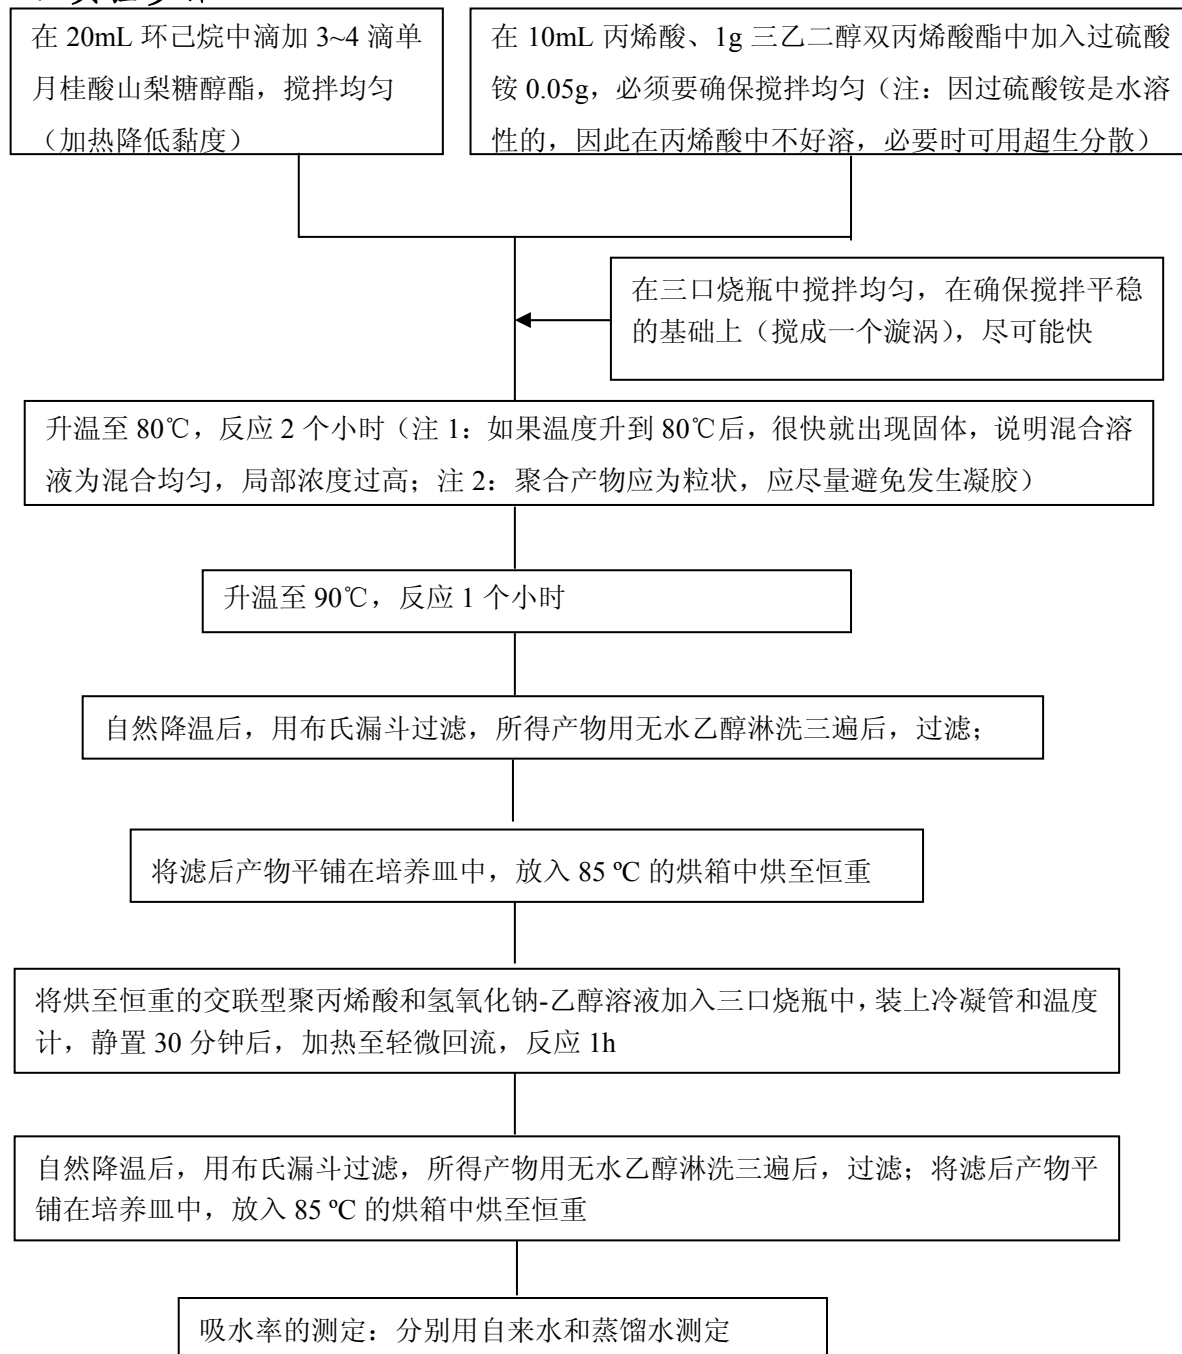 在 20mL 环己烷中滴加 3~4 滴单
月桂酸山梨糖醇酯，搅拌均匀
（加热降低黏度）
在 10mL 丙烯酸、1g 三乙二醇双丙烯酸酯中加入过硫酸
铵 0.05g，必须要确保搅拌均匀（注：因过硫酸铵是水溶
性的，因此在丙烯酸中不好溶，必要时可用超生分散）
在三口烧瓶中搅拌均匀，在确保搅拌平稳
的基础上（搅成一个漩涡），尽可能快
升温至 80℃，反应 2 个小时（注 1：如果温度升到 80℃后，很快就出现固体，说明混合溶
液为混合均匀，局部浓度过高；注 2：聚合产物应为粒状，应尽量避免发生凝胶）
升温至 90℃，反应 1 个小时
自然降温后，用布氏漏斗过滤，所得产物用无水乙醇淋洗三遍后，过滤；
将滤后产物平铺在培养皿中，放入 85 ºC 的烘箱中烘至恒重
将烘至恒重的交联型聚丙烯酸和氢氧化钠-乙醇溶液加入三口烧瓶中，装上冷凝管和温度
计，静置 30 分钟后，加热至轻微回流，反应 1h
自然降温后，用布氏漏斗过滤，所得产物用无水乙醇淋洗三遍后，过滤；将滤后产物平
铺在培养皿中，放入 85 ºC 的烘箱中烘至恒重
吸水率的测定：分别用自来水和蒸馏水测定